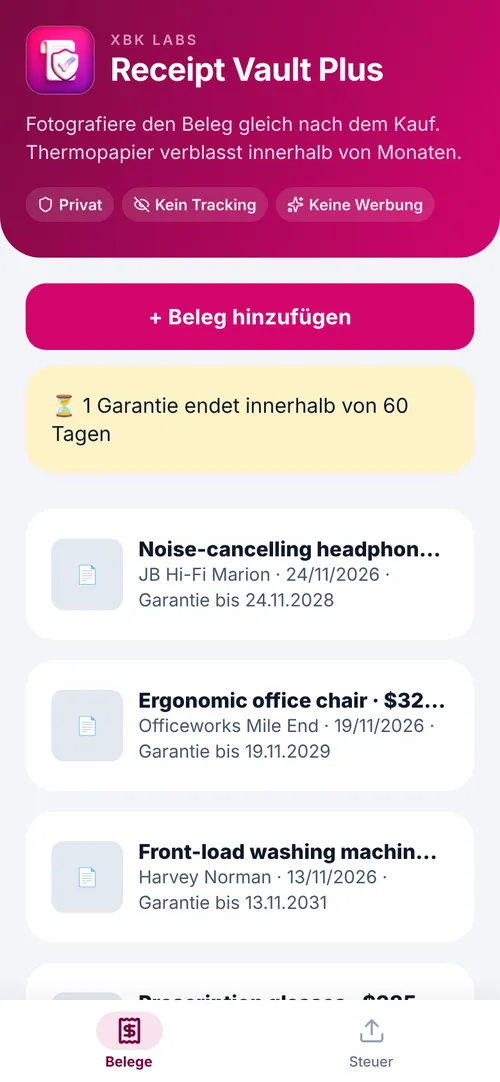 XBK LABS
Receipt Vault Plus
Fotografiere den Beleg gleich nach dem Kauf.
Thermopapier verblasst innerhalb von Monaten.
Privat
Kein Tracking
Keine Werbung
+ Beleg hinzufügen
⏳ 1 Garantie endet innerhalb von 60
Tagen
Noise-cancelling headphon...
JB Hi-Fi Marion · 24/11/2026 ·
Garantie bis 24.11.2028
Ergonomic office chair · $32...
Officeworks Mile End · 19/11/2026 ·
Garantie bis 19.11.2029
Front-load washing machin...
Harvey Norman · 13/11/2026 ·
Garantie bis 13.11.2031
Prescription glasses · $385
Belege
Steuer